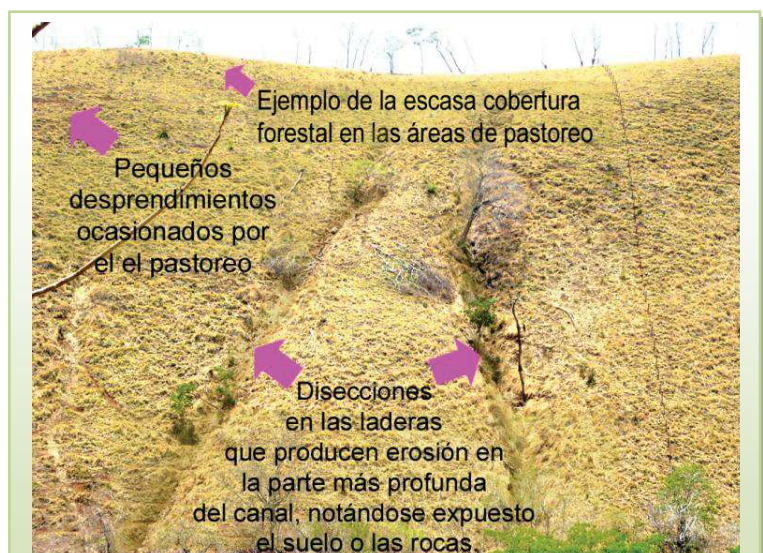 Ejemplo de la escasa cobertura
forestal en las áreas de pastoreo
Pequeños
desprendimientos
ocasionados por
el el pastoreo
Disecciones
en las laderas
que producen erosión en
la parte más profunda
del canal, notándose expuesto
el suelo o las rocas.